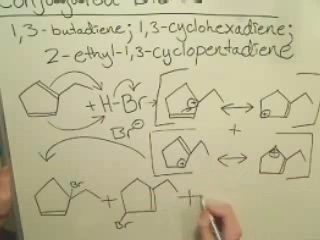 1,3-butadiene; 1,3-cyclohexadiene;
2-ethyl-1,3-cyclopentadiene
+ H-Br
Br⊖
+
Br
+
Br
+